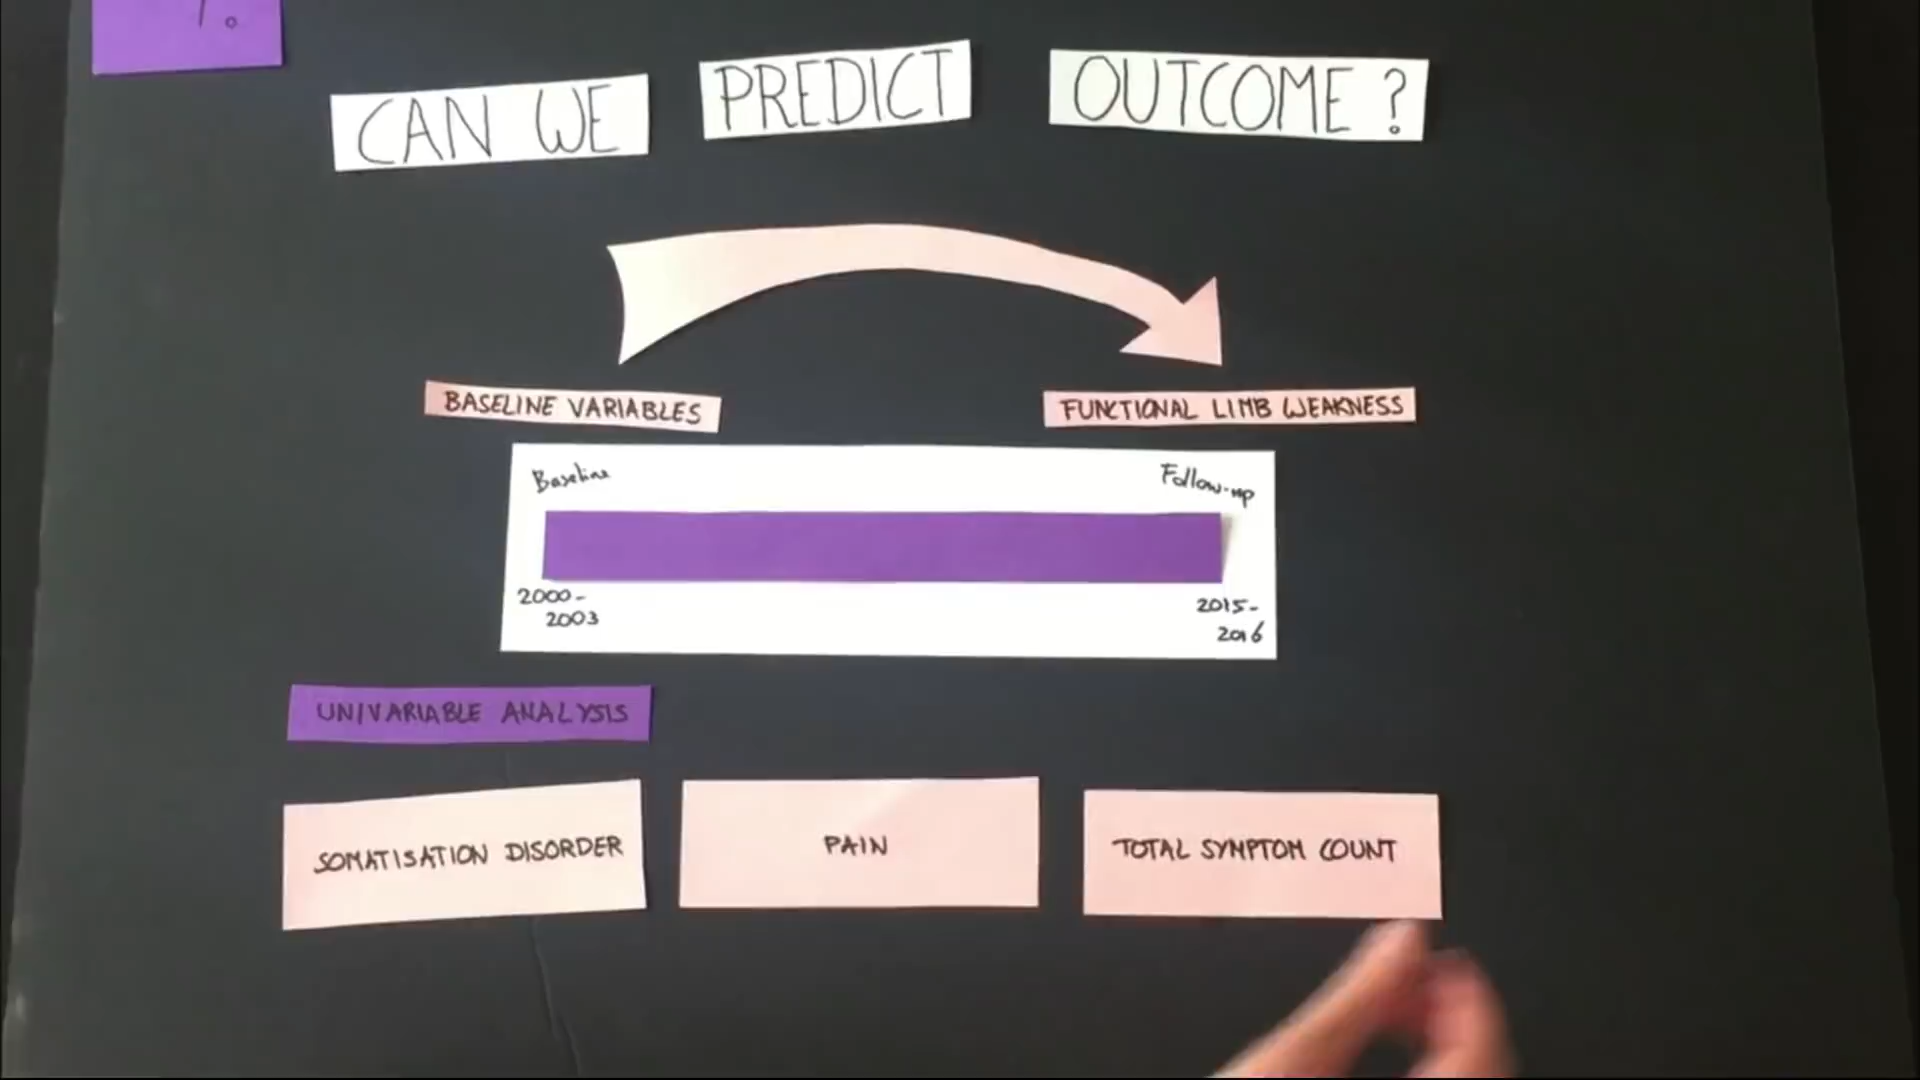 CAN WE PREDICT OUTCOME?
BASELINE VARIABLES
FUNCTIONAL LIMB WEAKNESS
Baseline
Follow-up
2000-
2003
2015-
2016
UNIVARIABLE ANALYSIS
SOMATISATION DISORDER
PAIN
TOTAL SYMPTOM COUNT